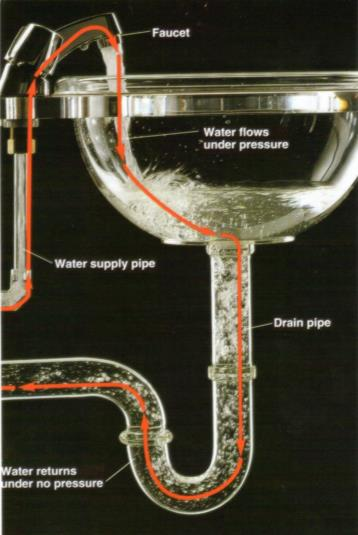 Faucet
Water flows
under pressure
Water supply pipe
Drain pipe
Water returns
under no pressure